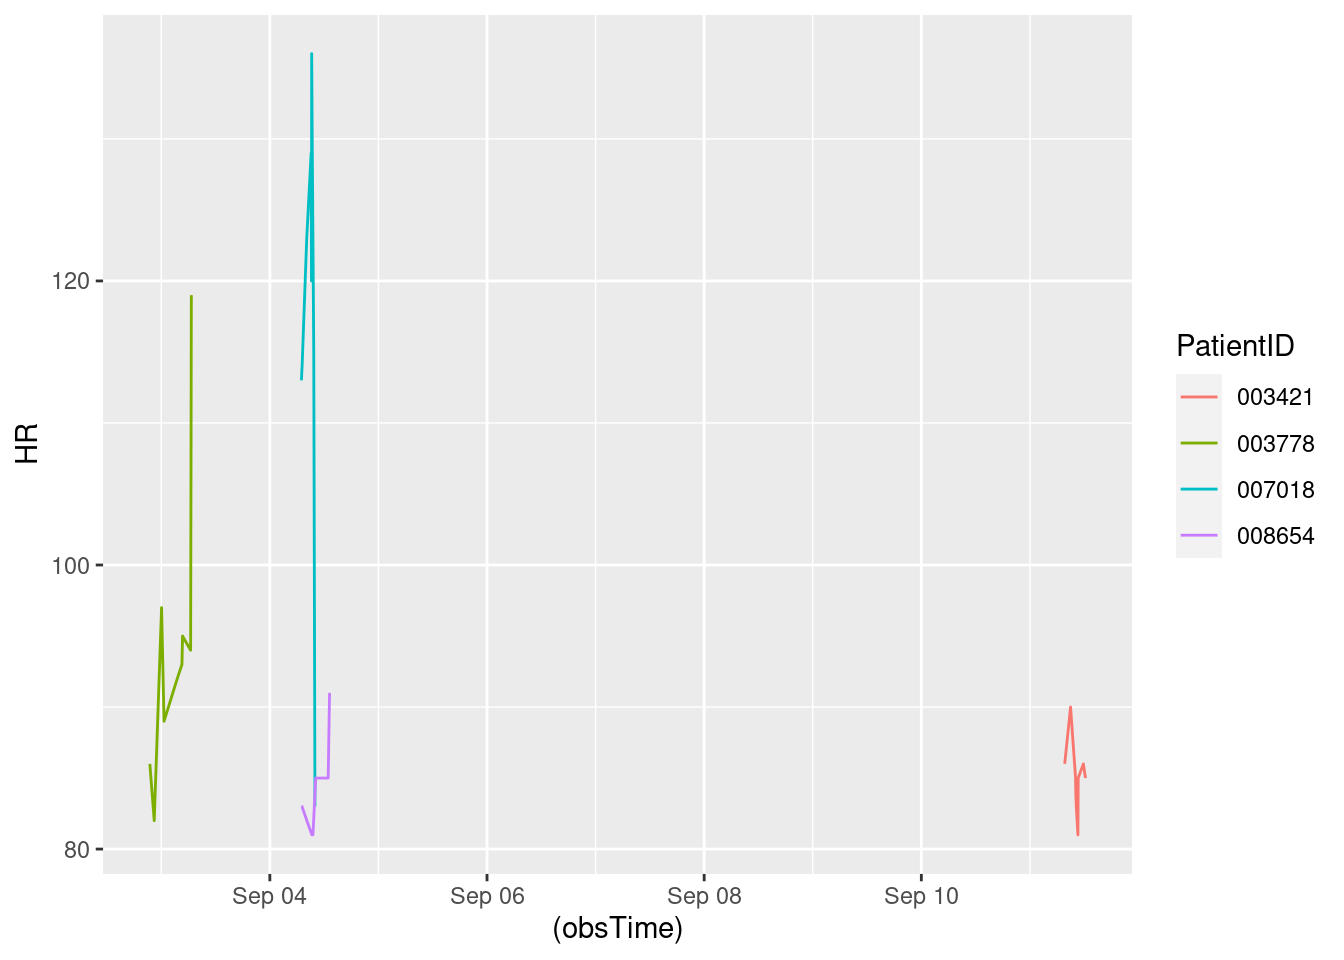 HR
120
100
80
Sep 04
Sep 06
Sep 08
Sep 10
(obsTime)
PatientID
003421
003778
007018
008654